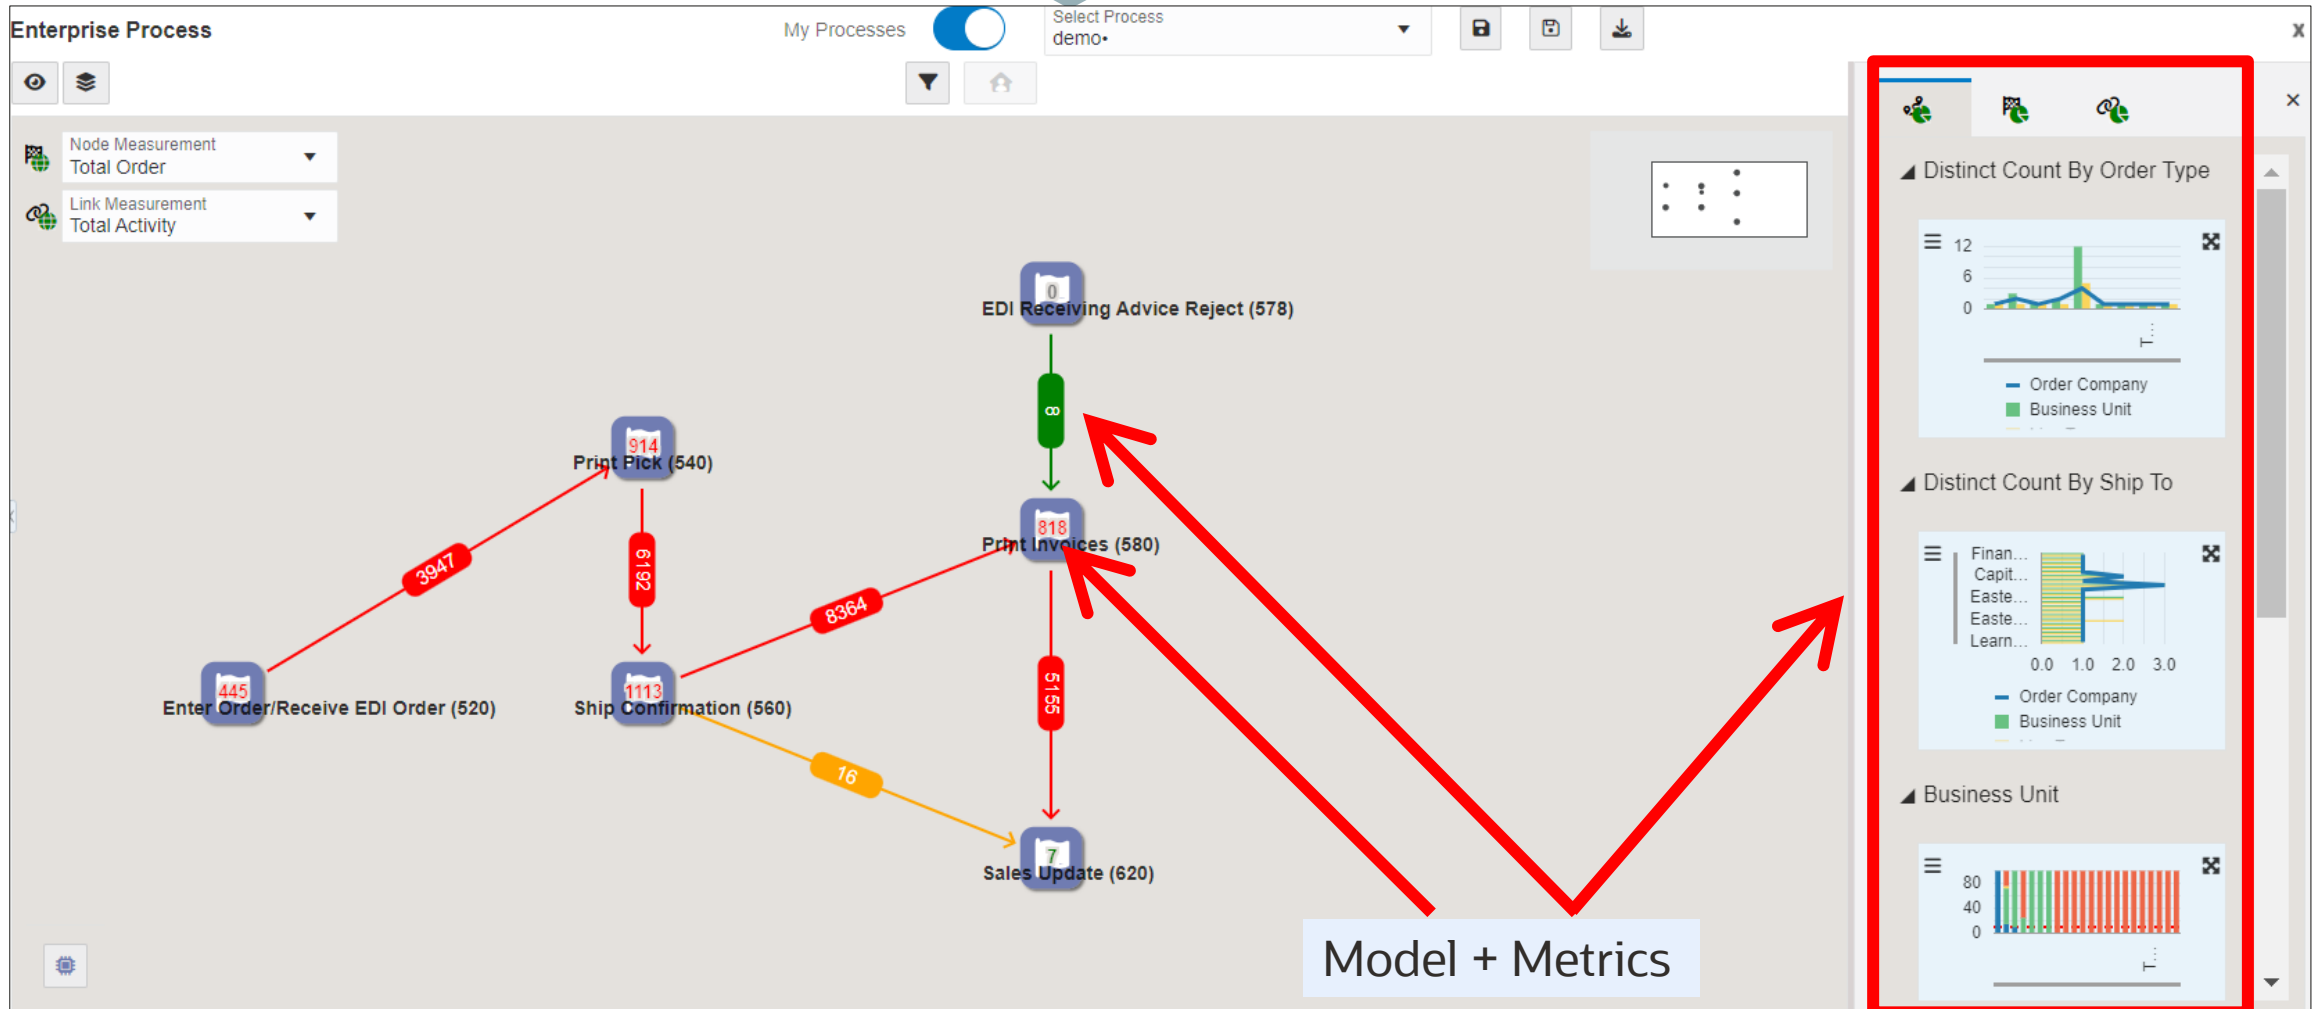 Enterprise Process
My Processes
Select Process
demo•
X
Node Measurement
Total Order
Link Measurement
Total Activity
0
EDI Receiving Advice Reject (578)
8
914
Print Pick (540)
818
Print Invoices (580)
3947
6192
8364
445
Enter Order/Receive EDI Order (520)
1113
Ship Confirmation (560)
5155
16
7
Sales Update (620)
Model + Metrics
Distinct Count By Order Type
12
6
0
T...
Order Company
Business Unit
Distinct Count By Ship To
Finan...
Capit...
Easte...
Easte...
Learn...
0.0 1.0 2.0 3.0
Order Company
Business Unit
Business Unit
80
40
0
T...